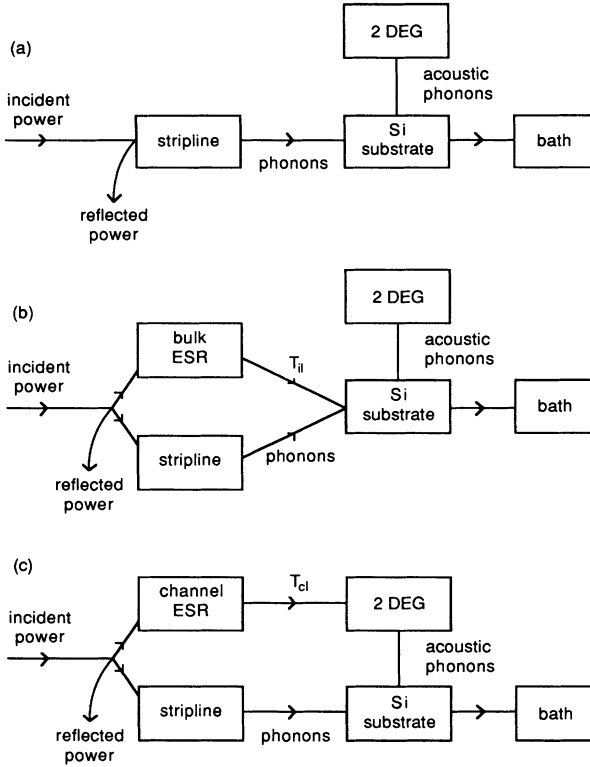 (a)
2 DEG
acoustic
phonons
incident
power
stripline
phonons
Si
substrate
bath
reflected
power
(b)
2 DEG
acoustic
phonons
bulk
ESR
T_il
incident
power
Si
substrate
bath
stripline
phonons
reflected
power
(c)
channel
ESR
T_cl
2 DEG
incident
power
acoustic
phonons
stripline
phonons
Si
substrate
bath
reflected
power